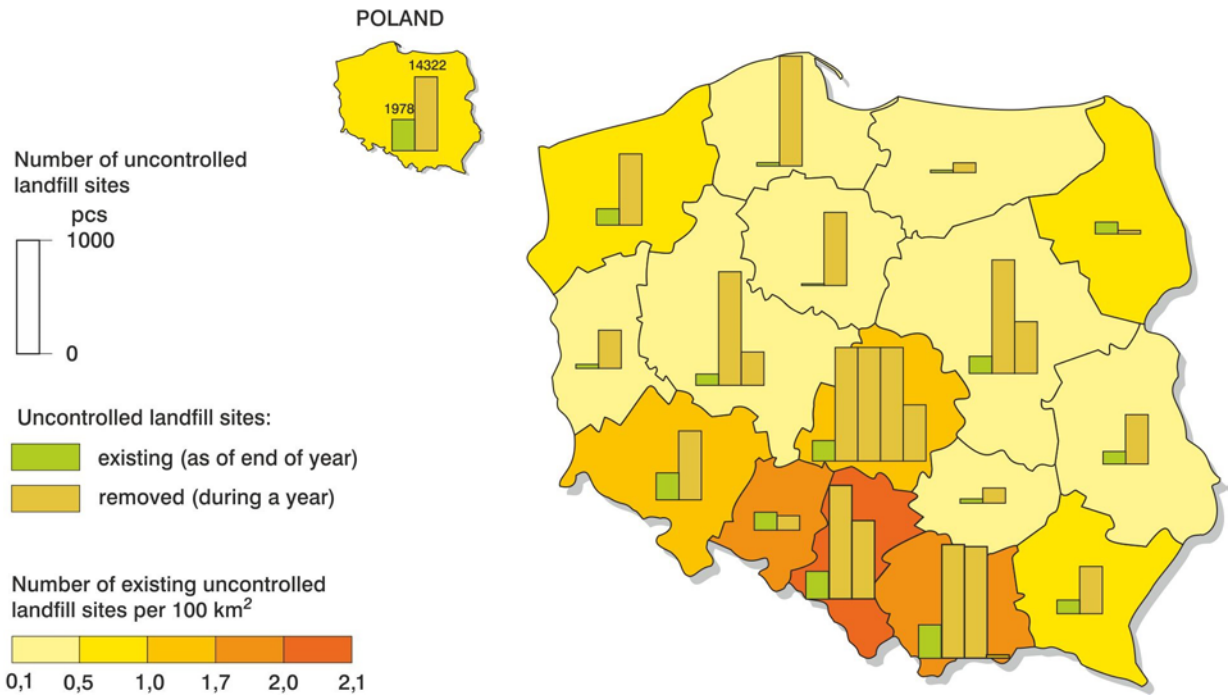 POLAND
14322
1978
Number of uncontrolled
landfill sites
pcs
1000
0
Uncontrolled landfill sites:
existing (as of end of year)
removed (during a year)
Number of existing uncontrolled
landfill sites per 100 km²
0,1 0,5 1,0 1,7 2,0 2,1